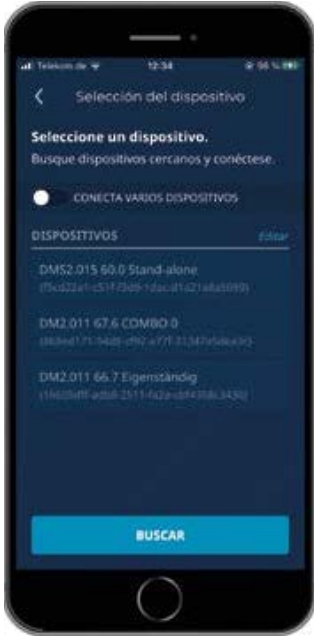 Telekom.de 12:34
Selección del dispositivo
Seleccione un dispositivo.
Busque dispositivos cercanos y conéctese.
CONECTA VARIOS DISPOSITIVOS
DISPOSITIVOS Editar
DMS2.015 60.0 Stand-alone
DM2.011 67.6 COMBO 0
DM2.011 66.7 Eigenständig
BUSCAR